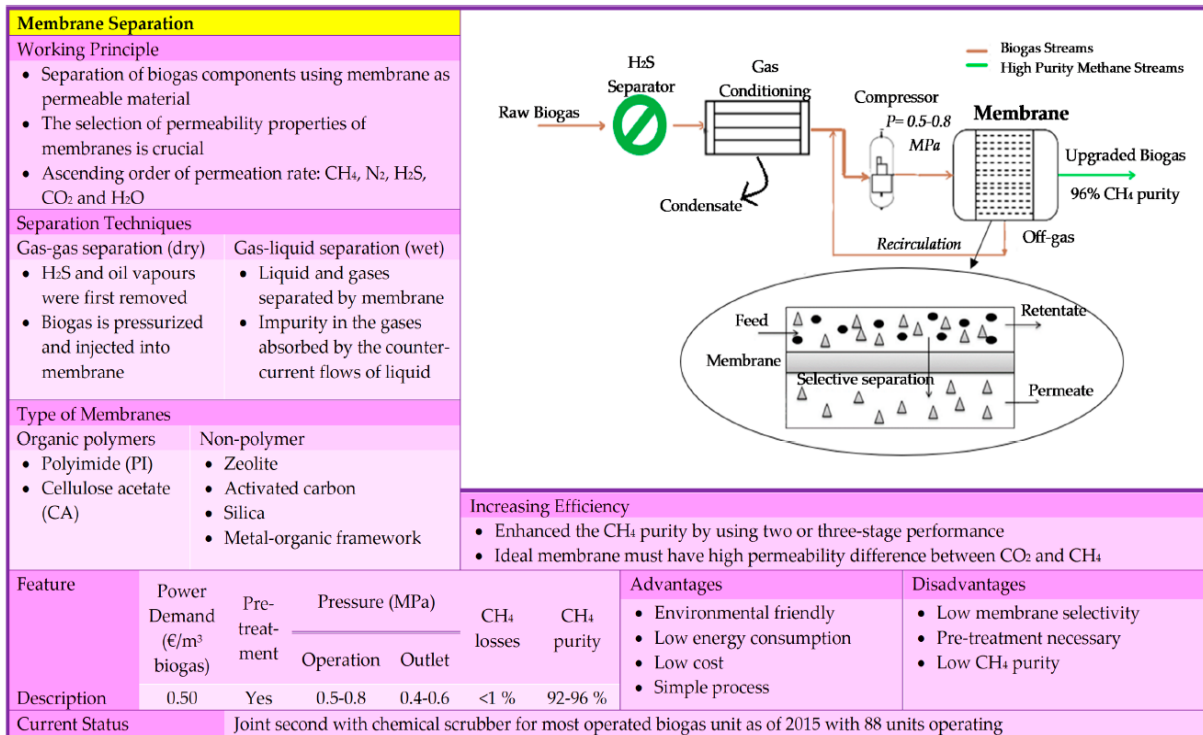 Membrane Separation
Working Principle
• Separation of biogas components using membrane as
permeable material
• The selection of permeability properties of
membranes is crucial
• Ascending order of permeation rate: CH₄, N₂, H₂S,
CO₂ and H₂O
Separation Techniques
Gas-gas separation (dry)
• H₂S and oil vapours
were first removed
• Biogas is pressurized
and injected into
membrane
Gas-liquid separation (wet)
• Liquid and gases
separated by membrane
• Impurity in the gases
absorbed by the counter-
current flows of liquid
Type of Membranes
Organic polymers
• Polyimide (PI)
• Cellulose acetate
(CA)
Non-polymer
• Zeolite
• Activated carbon
• Silica
• Metal-organic framework
Biogas Streams
High Purity Methane Streams
Raw Biogas
H₂S
Separator
Gas
Conditioning
Condensate
Compressor
P= 0.5-0.8
MPa
Membrane
Upgraded Biogas
96% CH₄ purity
Off-gas
Recirculation
Feed
Membrane
Selective separation
Retentate
Permeate
Increasing Efficiency
• Enhanced the CH₄ purity by using two or three-stage performance
• Ideal membrane must have high permeability difference between CO₂ and CH₄
Feature
Power
Demand
(€/m³
biogas)
Pre-
treat-
ment
Pressure (MPa)
Operation Outlet
CH₄
losses
CH₄
purity
Description 0.50 Yes 0.5-0.8 0.4-0.6 <1 % 92-96 %
Advantages
• Environmental friendly
• Low energy consumption
• Low cost
• Simple process
Disadvantages
• Low membrane selectivity
• Pre-treatment necessary
• Low CH₄ purity
Current Status Joint second with chemical scrubber for most operated biogas unit as of 2015 with 88 units operating